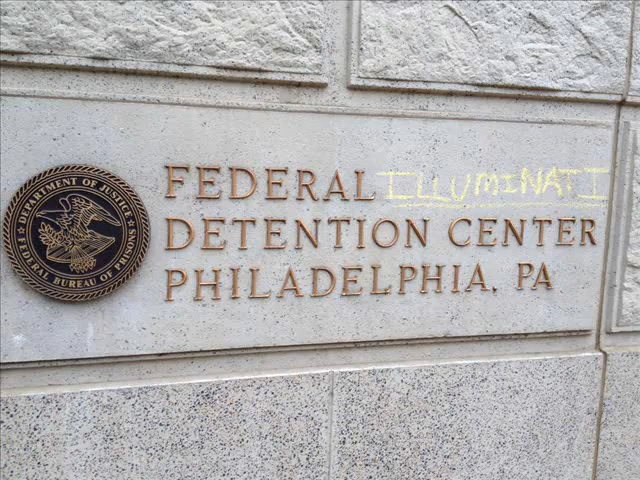 DEPARTMENT OF JUSTICE
FEDERAL BUREAU OF PRISONS
FEDERAL ILLUMINATI
DETENTION CENTER
PHILADELPHIA, PA